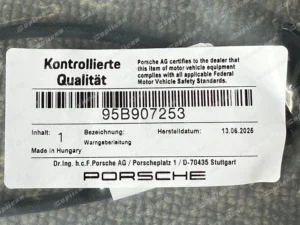 Kontrollierte
Qualität
Porsche AG certifies to the dealer that
this item of motor vehicle equipment
complies with all applicable Federal
Motor Vehicle Safety Standards.
95B907253
Inhalt: 1 Bezeichnung: Herstelldatum: 13.06.2025
Warngaberleitung
Made in Hungary
Dr.Ing. h.c.F.Porsche AG / Porscheplatz 1 / D-70435 Stuttgart
PORSCHE